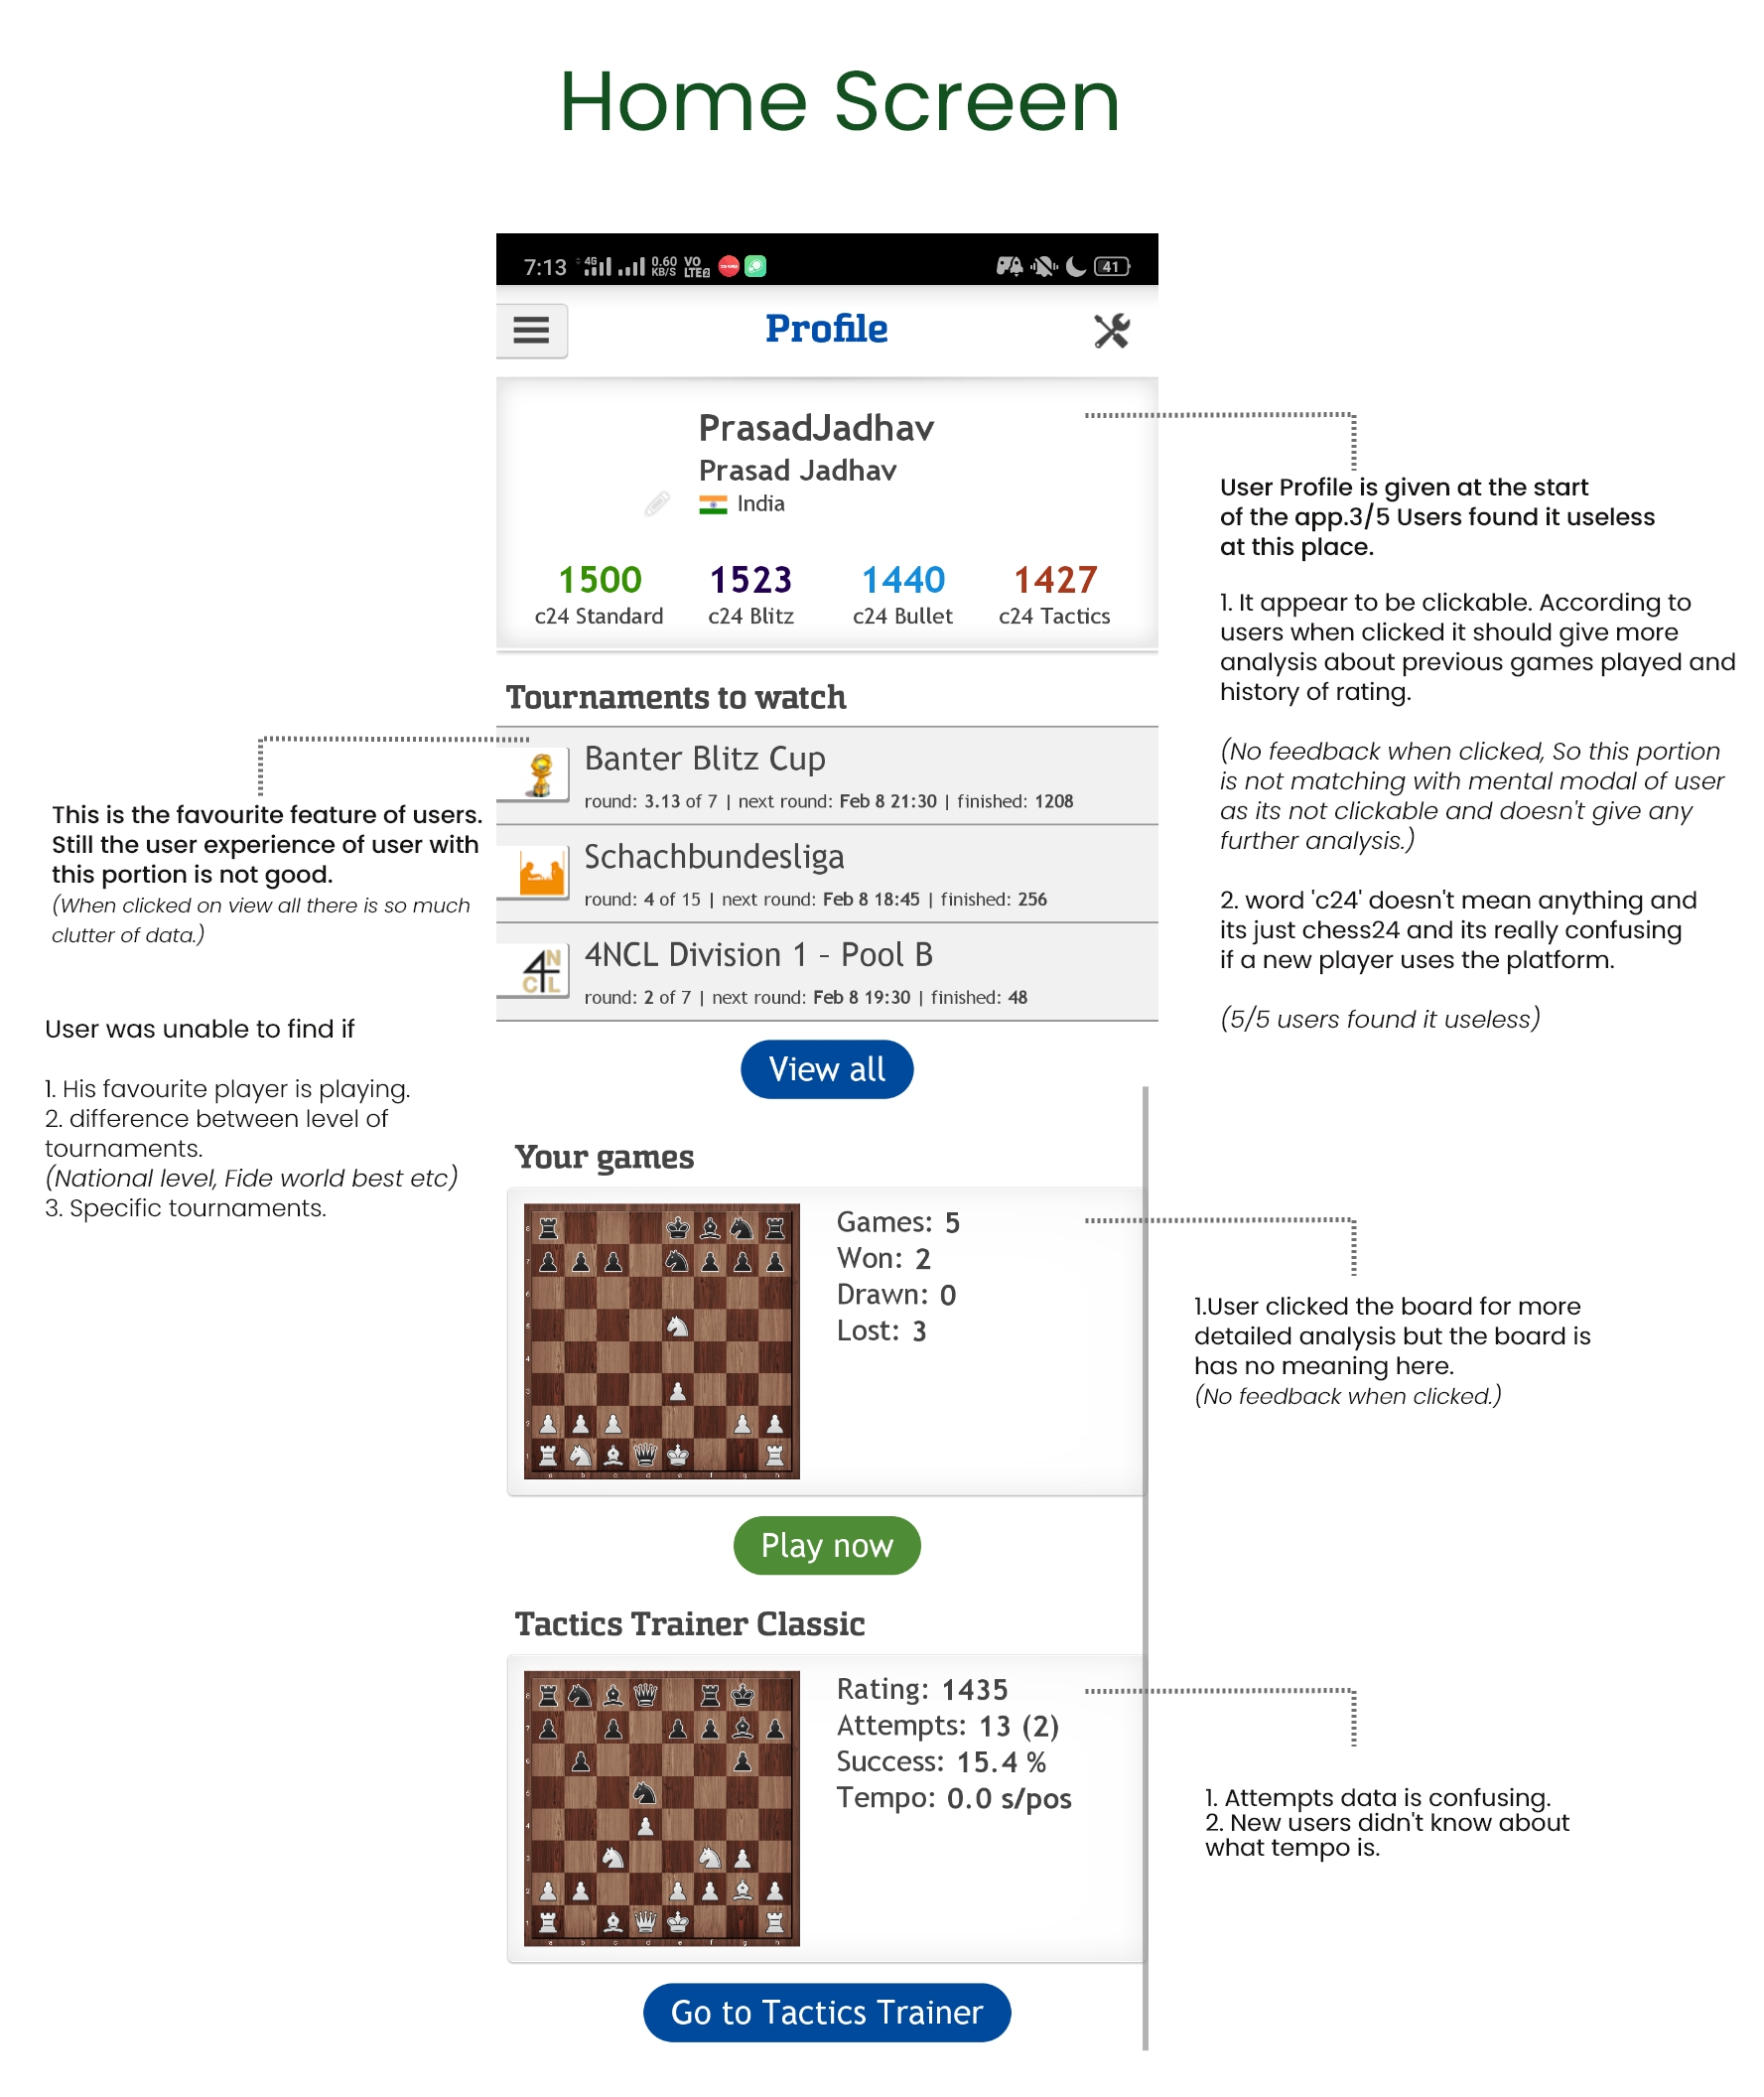 Home Screen
7:13 4G 0.60 KB/S VO LTE2 41
Profile
PrasadJadhav
Prasad Jadhav
India
1500 1523 1440 1427
c24 Standard c24 Blitz c24 Bullet c24 Tactics
User Profile is given at the start
of the app.3/5 Users found it useless
at this place.
1. It appear to be clickable. According to
users when clicked it should give more
analysis about previous games played and
history of rating.
(No feedback when clicked, So this portion
is not matching with mental modal of user
as its not clickable and doesn't give any
further analysis.)
2. word 'c24' doesn't mean anything and
its just chess24 and its really confusing
if a new player uses the platform.
(5/5 users found it useless)
Tournaments to watch
Banter Blitz Cup
round: 3.13 of 7 | next round: Feb 8 21:30 | finished: 1208
Schachbundesliga
round: 4 of 15 | next round: Feb 8 18:45 | finished: 256
4NCL
4NCL Division 1 - Pool B
round: 2 of 7 | next round: Feb 8 19:30 | finished: 48
View all
This is the favourite feature of users.
Still the user experience of user with
this portion is not good.
(When clicked on view all there is so much
clutter of data.)
User was unable to find if
1. His favourite player is playing.
2. difference between level of
tournaments.
(National level, Fide world best etc)
3. Specific tournaments.
Your games
Games: 5
Won: 2
Drawn: 0
Lost: 3
1.User clicked the board for more
detailed analysis but the board is
has no meaning here.
(No feedback when clicked.)
Play now
Tactics Trainer Classic
Rating: 1435
Attempts: 13 (2)
Success: 15.4 %
Tempo: 0.0 s/pos
1. Attempts data is confusing.
2. New users didn't know about
what tempo is.
Go to Tactics Trainer